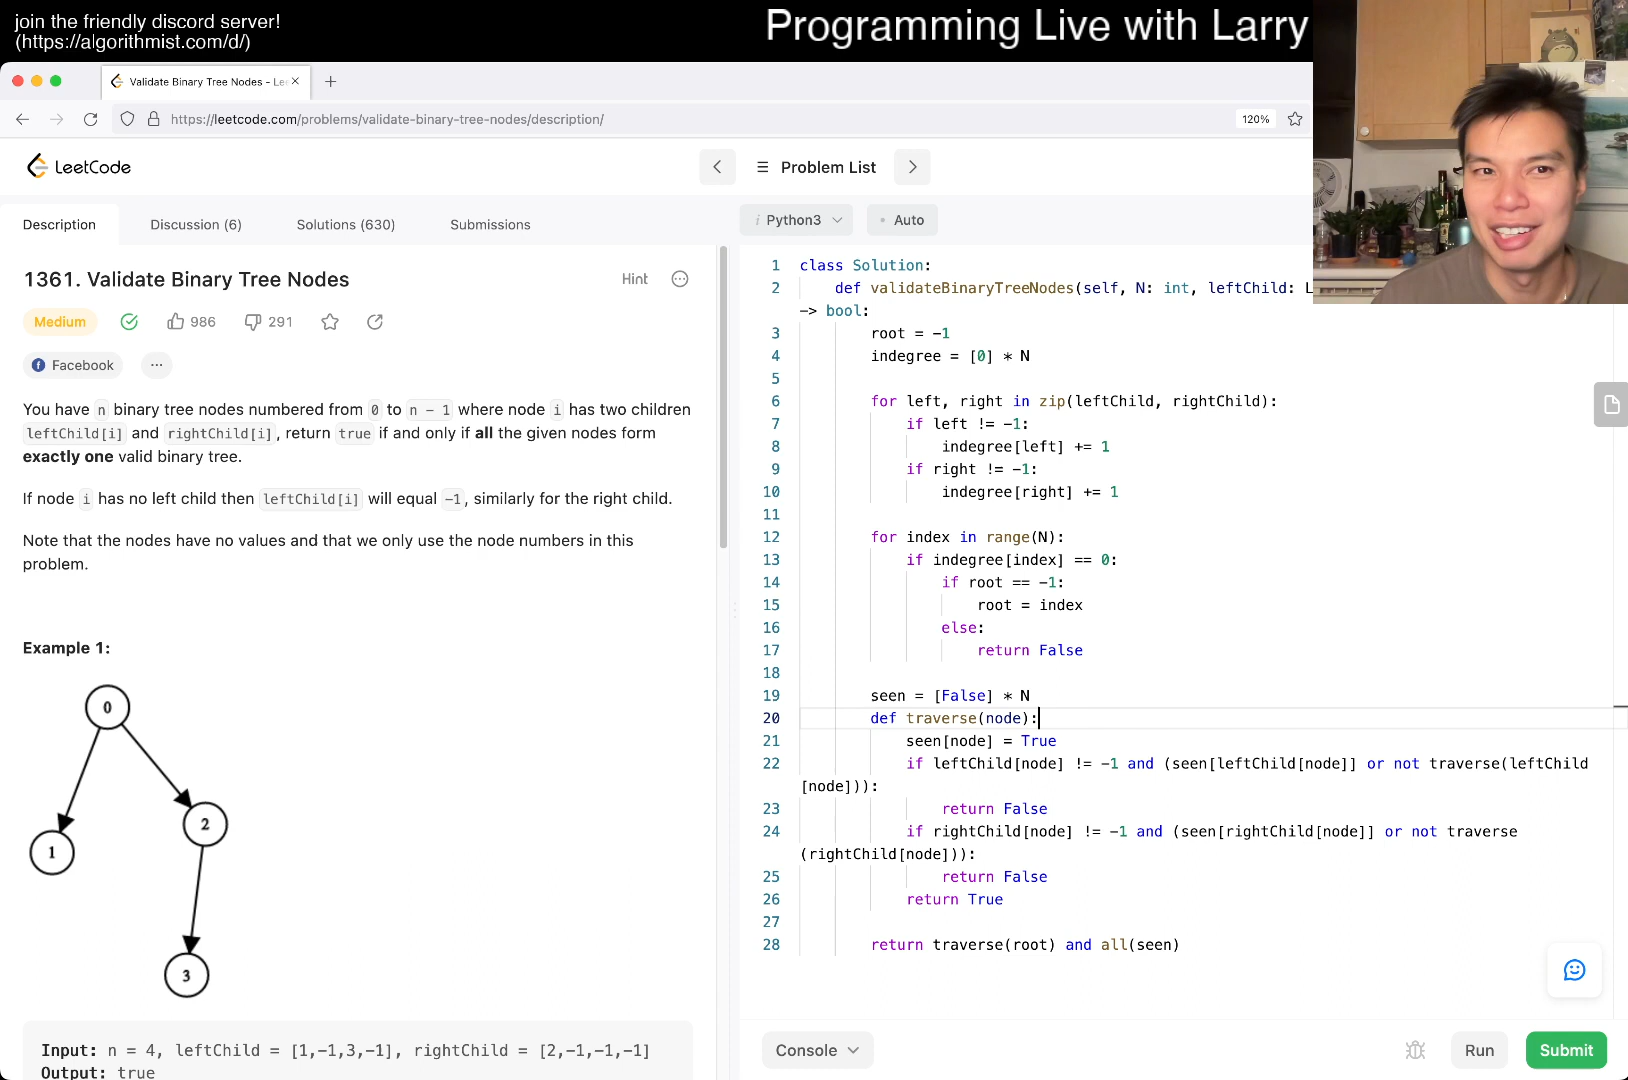 join the friendly discord server!
(https://algorithmist.com/d/)
Programming Live with Larry
Validate Binary Tree Nodes - Le
https://leetcode.com/problems/validate-binary-tree-nodes/description/
120%
LeetCode
Problem List
Description
Discussion (6)
Solutions (630)
Submissions
1361. Validate Binary Tree Nodes
Hint
Medium
986
291
Facebook
You have n binary tree nodes numbered from 0 to n - 1 where node i has two children
leftChild[i] and rightChild[i], return true if and only if all the given nodes form
exactly one valid binary tree.
If node i has no left child then leftChild[i] will equal -1, similarly for the right child.
Note that the nodes have no values and that we only use the node numbers in this
problem.
Example 1:
0
1
2
3
Input: n = 4, leftChild = [1,-1,3,-1], rightChild = [2,-1,-1,-1]
Output: true
i Python3
Auto
1 class Solution:
2 def validateBinaryTreeNodes(self, N: int, leftChild: L
-> bool:
3 root = -1
4 indegree = [0] * N
5
6 for left, right in zip(leftChild, rightChild):
7 if left != -1:
8 indegree[left] += 1
9 if right != -1:
10 indegree[right] += 1
11
12 for index in range(N):
13 if indegree[index] == 0:
14 if root == -1:
15 root = index
16 else:
17 return False
18
19 seen = [False] * N
20 def traverse(node):
21 seen[node] = True
22 if leftChild[node] != -1 and (seen[leftChild[node]] or not traverse(leftChild
[node])):
23 return False
24 if rightChild[node] != -1 and (seen[rightChild[node]] or not traverse
(rightChild[node])):
25 return False
26 return True
27
28 return traverse(root) and all(seen)
Console
Run
Submit